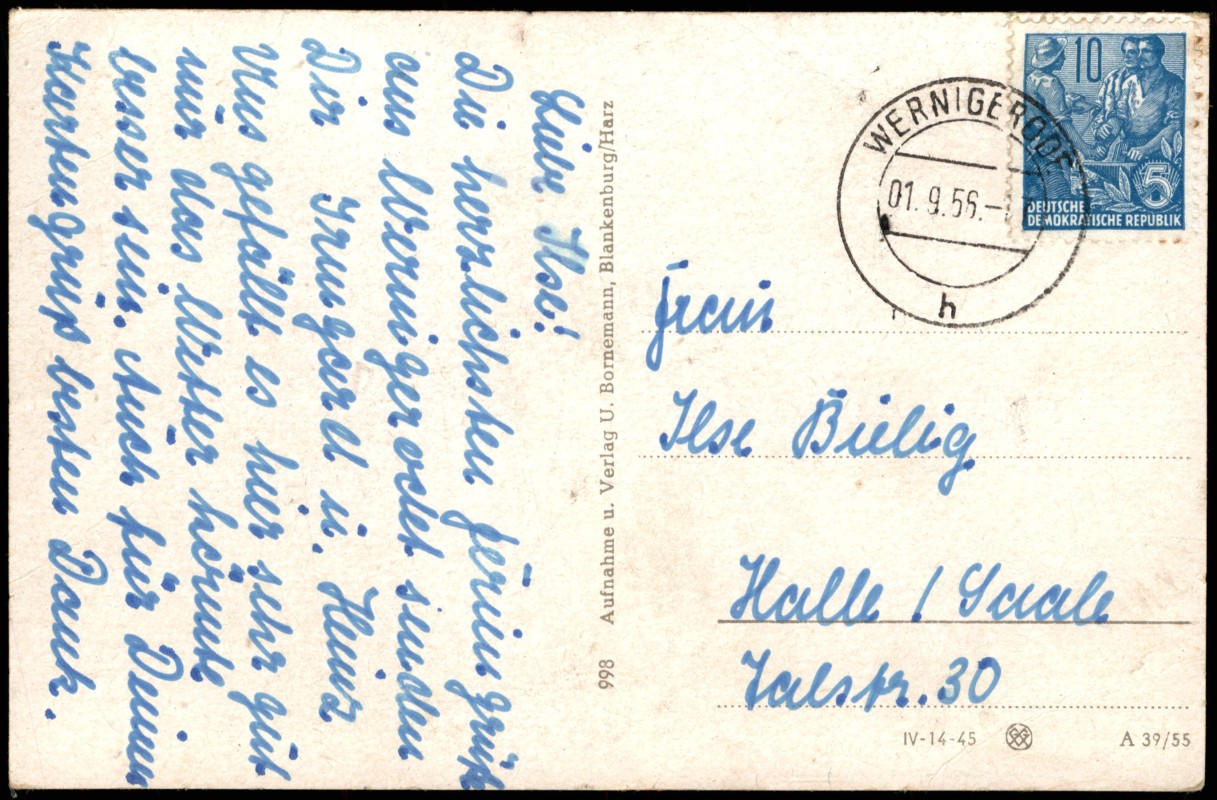 Liebe Ilse!
Die herzlichsten Feriengrüße
aus Wernigerode senden
Dir Irmgard u. Heinz
Uns gefällt es hier sehr gut
nur das Wetter könnte
besser sein. Auch für Deinen
Kartengruß besten Dank.
998 Aufnahme u. Verlag U. Bornemann, Blankenburg/Harz
10
5
DEUTSCHE
DEMOKRATISCHE REPUBLIK
WERNIGERODE
01.9.56.-
h
Frau
Ilse Bielig
Halle / Saale
Talstr. 30
IV-14-45
A 39/55